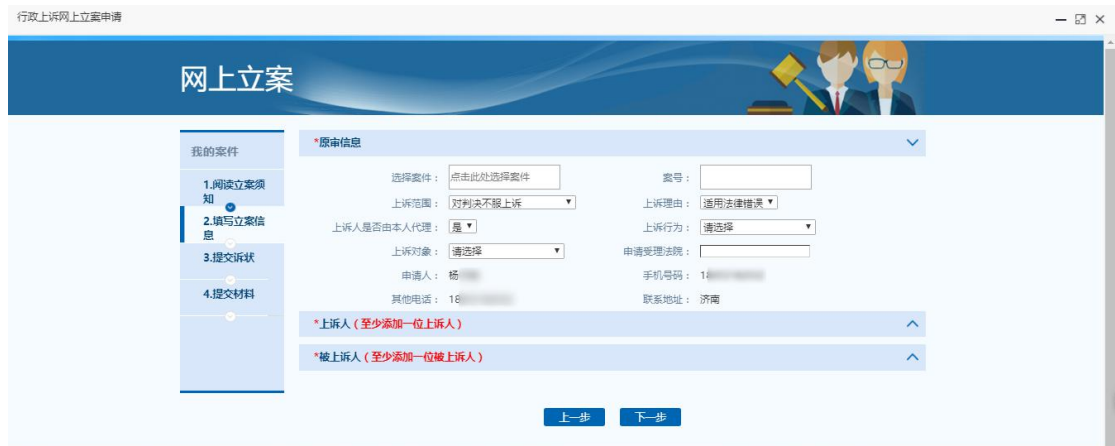 行政上诉网上立案申请
网上立案
我的案件
1.阅读立案须
知
2.填写立案信
息
3.提交诉状
4.提交材料
*原审信息
选择案件： 点击此处选择案件 案号：
上诉范围： 对判决不服上诉 上诉理由： 适用法律错误
上诉人是否由本人代理： 是 上诉行为： 请选择
上诉对象： 请选择 申请受理法院：
申请人： 杨 手机号码： 18
其他电话： 18 联系地址： 济南
*上诉人（至少添加一位上诉人）
*被上诉人（至少添加一位被上诉人）
上一步 下一步